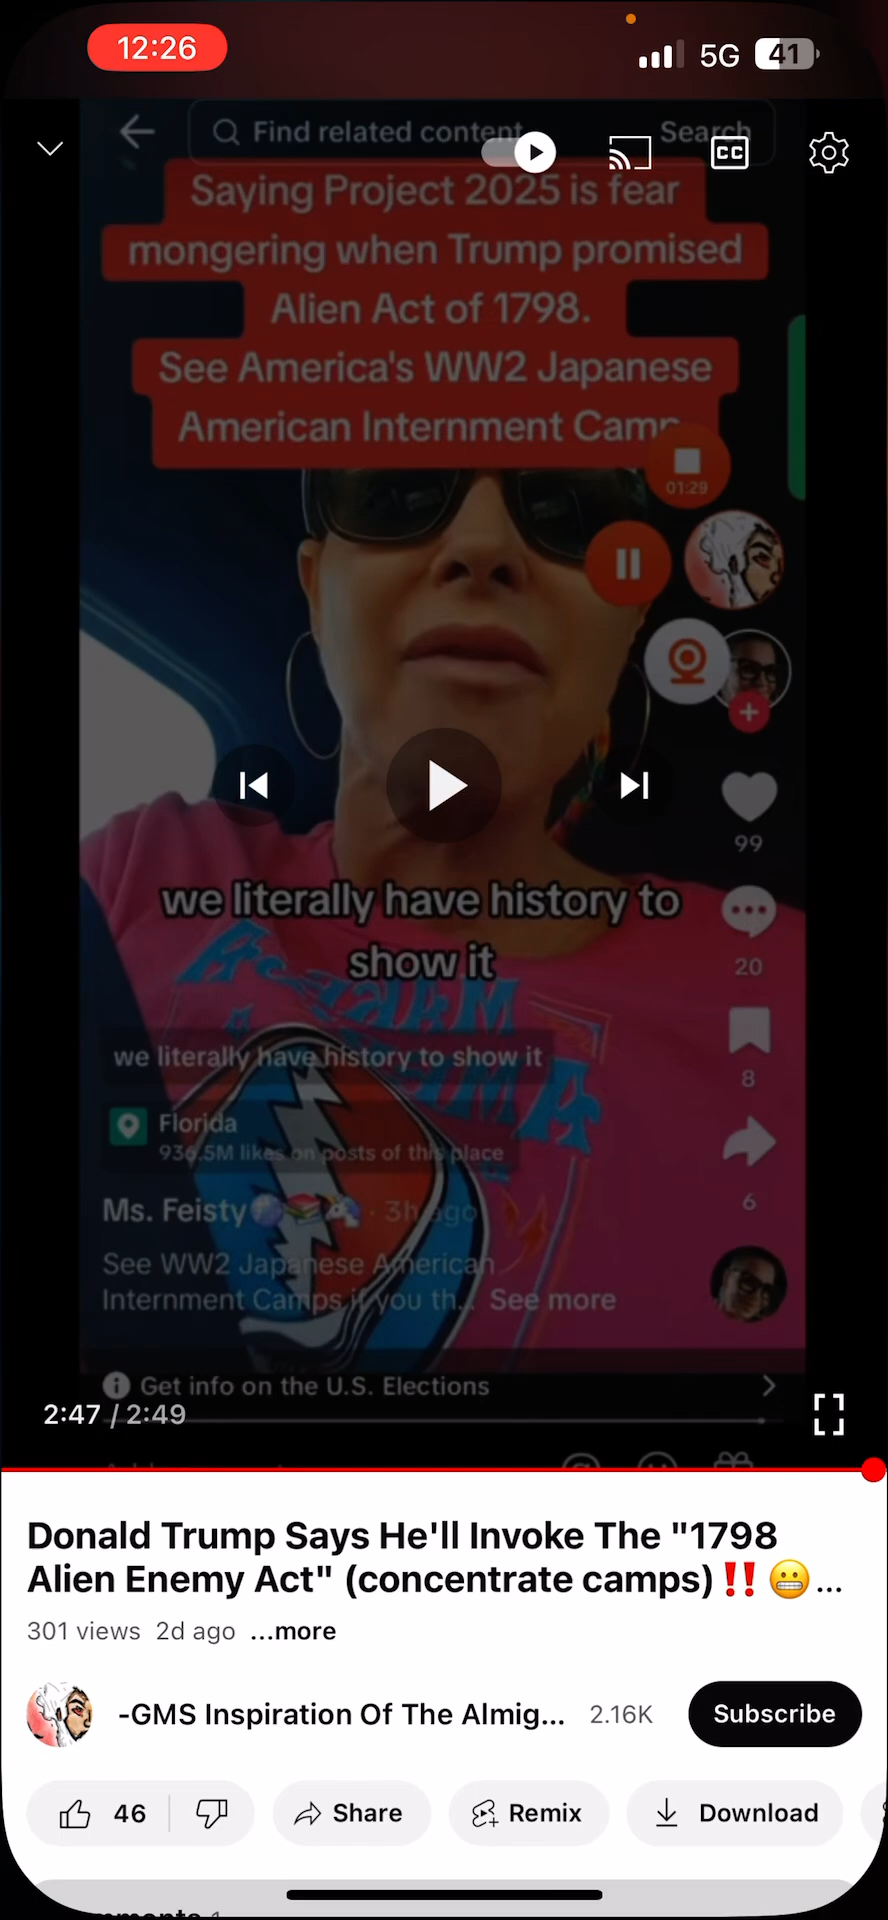 12:26
5G
41
Find related content
Search
CC
Saying Project 2025 is fear
mongering when Trump promised
Alien Act of 1798.
See America's WW2 Japanese
American Internment Camp
01:29
99
we literally have history to
show it
20
we literally have history to show it
8
Florida
936.5M likes on posts of this place
6
Ms. Feisty🔮📚🦄 · 3h ago
See WW2 Japanese American
Internment Camps if you th... See more
Get info on the U.S. Elections
2:47 / 2:49
Donald Trump Says He'll Invoke The "1798
Alien Enemy Act" (concentrate camps)‼️😬...
301 views 2d ago ...more
-GMS Inspiration Of The Almig... 2.16K
Subscribe
46
Share
Remix
Download